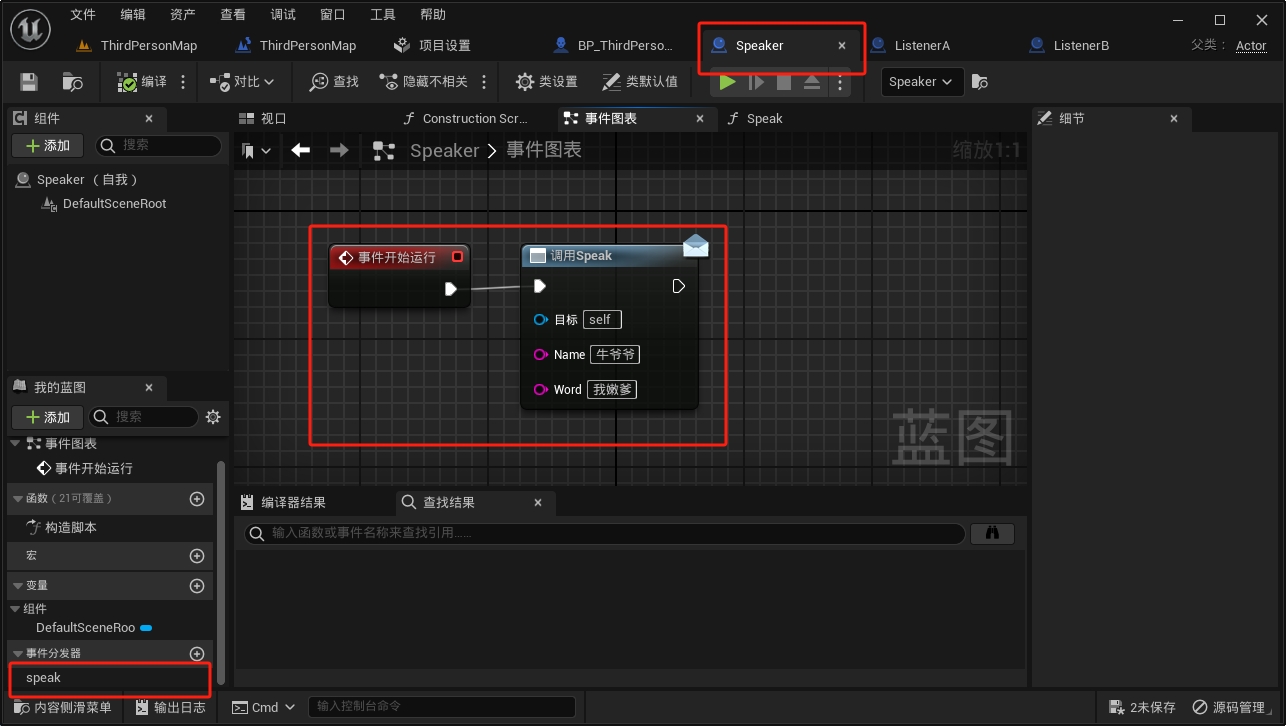 文件 编辑 资产 查看 调试 窗口 工具 帮助
ThirdPersonMap ThirdPersonMap 项目设置 BP_ThirdPerso... Speaker ListenerA ListenerB 父类： Actor
编译 对比 查找 隐藏不相关 类设置 类默认值 Speaker
组件 视口 Construction Scr... 事件图表 Speak 细节
添加 搜索
Speaker 事件图表 缩放1:1
Speaker （自我）
DefaultSceneRoot
事件开始运行 调用Speak
目标 self
Name 牛爷爷
Word 我嫩爹
蓝图
我的蓝图
添加 搜索
事件图表
事件开始运行
函数（21可覆盖）
构造脚本
宏
变量
组件
DefaultSceneRoo
事件分发器
speak
编译器结果 查找结果
输入函数或事件名称来查找引用......
内容侧滑菜单 输出日志 Cmd 输入控制台命令 2未保存 源码管理